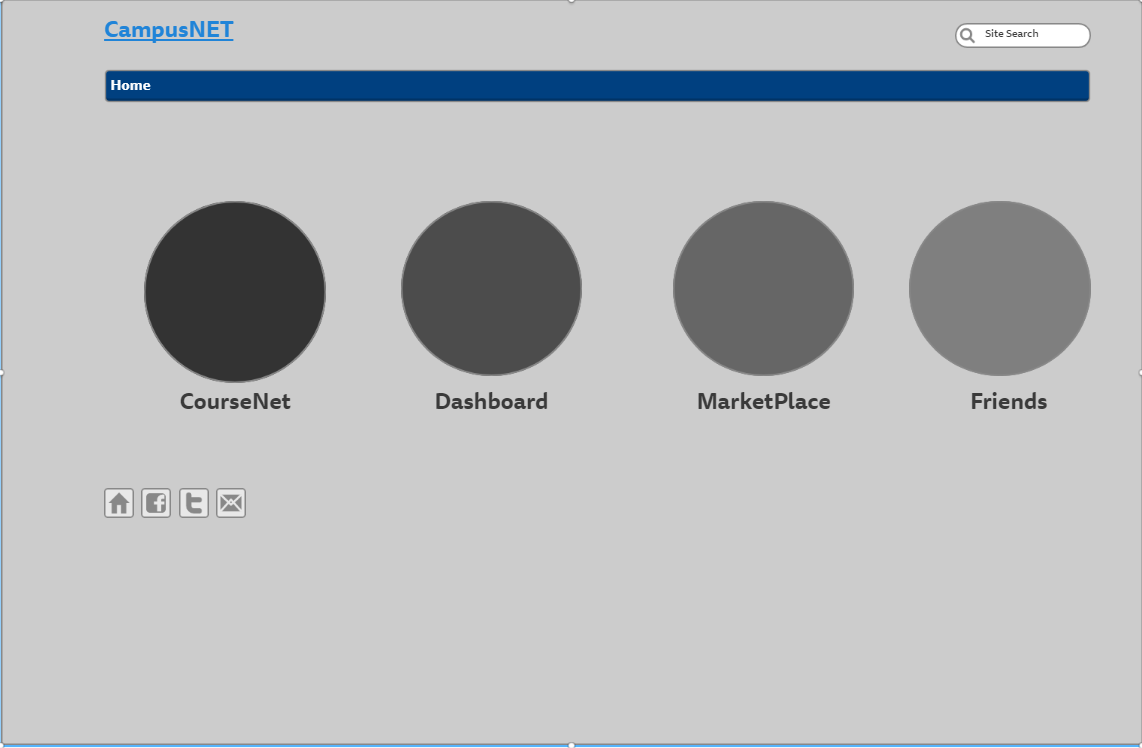 CampusNET
Site Search
Home
CourseNet
Dashboard
MarketPlace
Friends